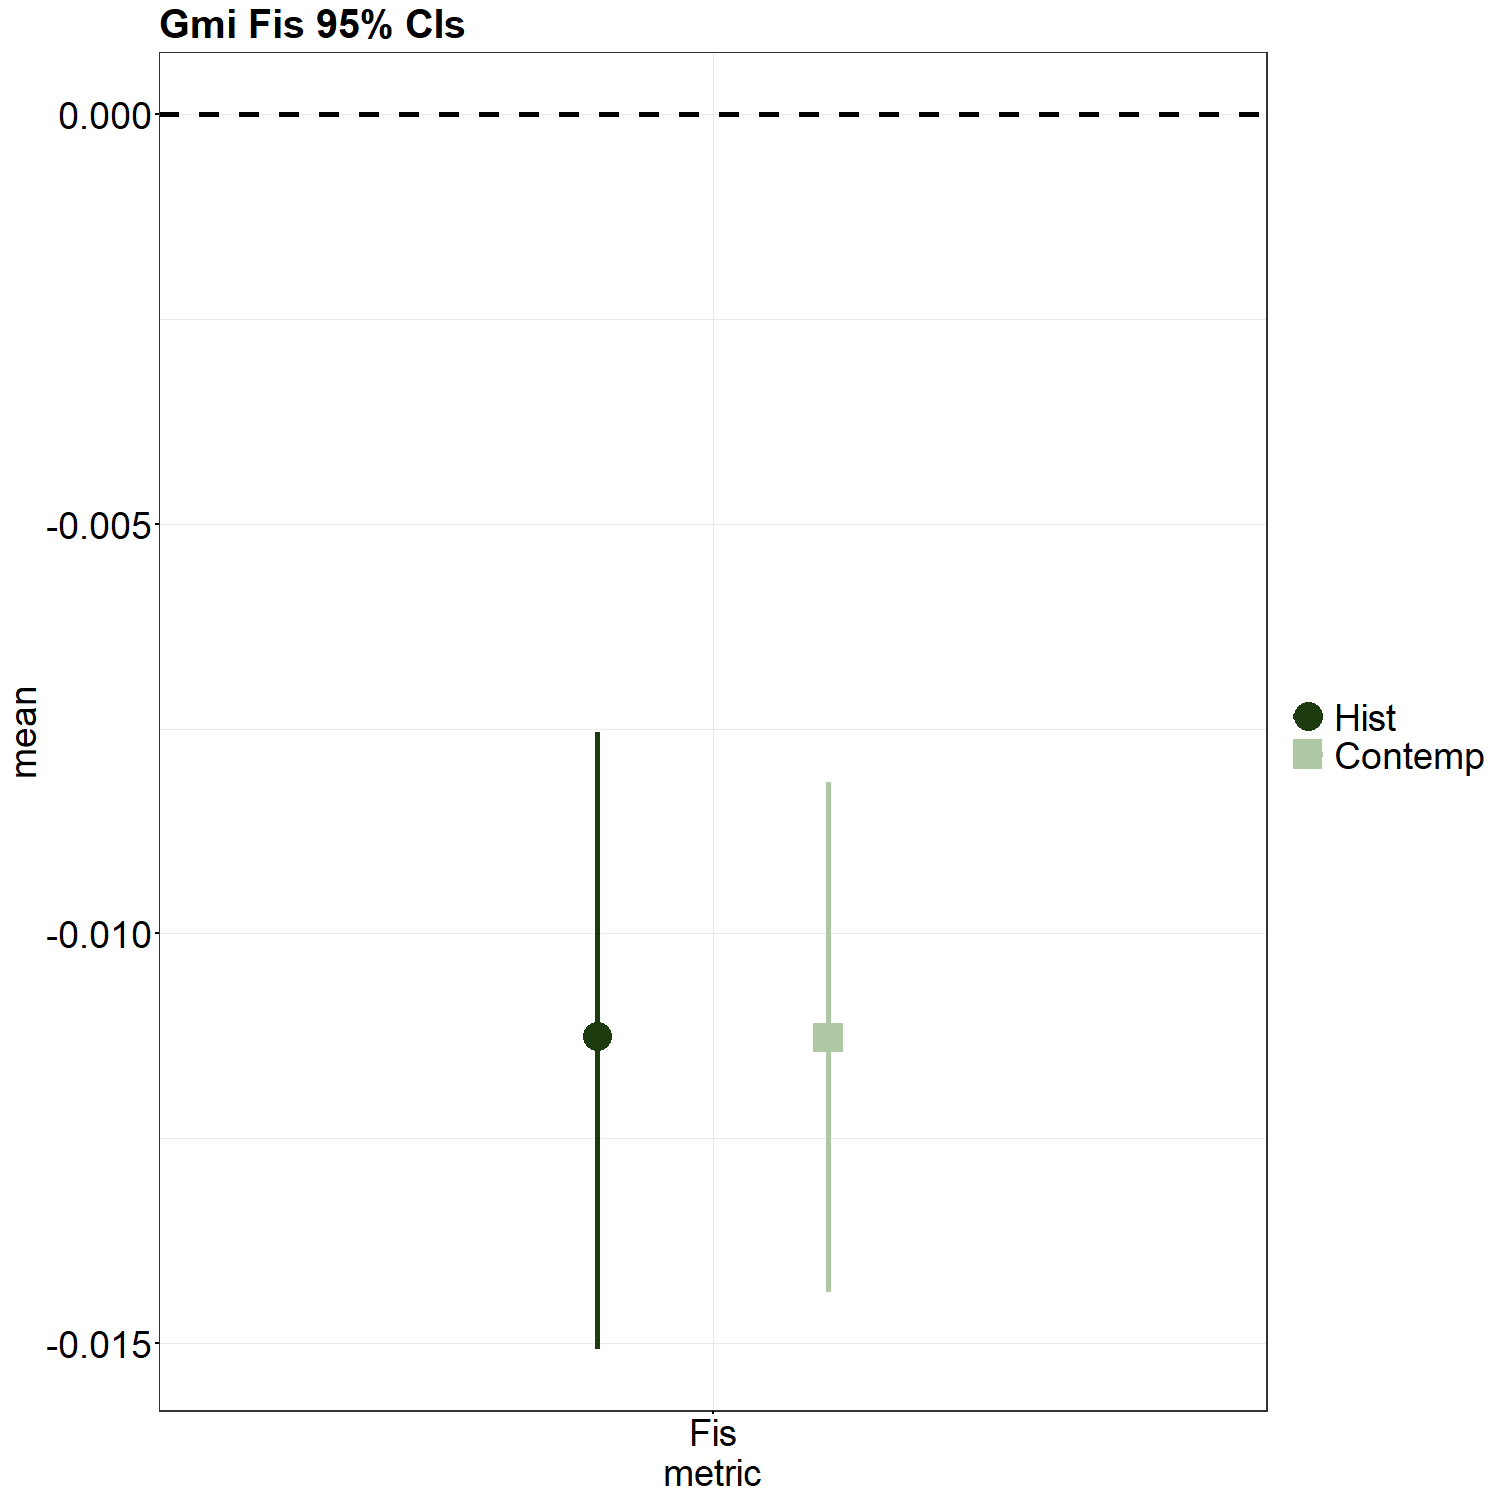 Gmi Fis 95% CIs
0.000
-0.005
-0.010
-0.015
mean
Fis
metric
Hist
Contemp